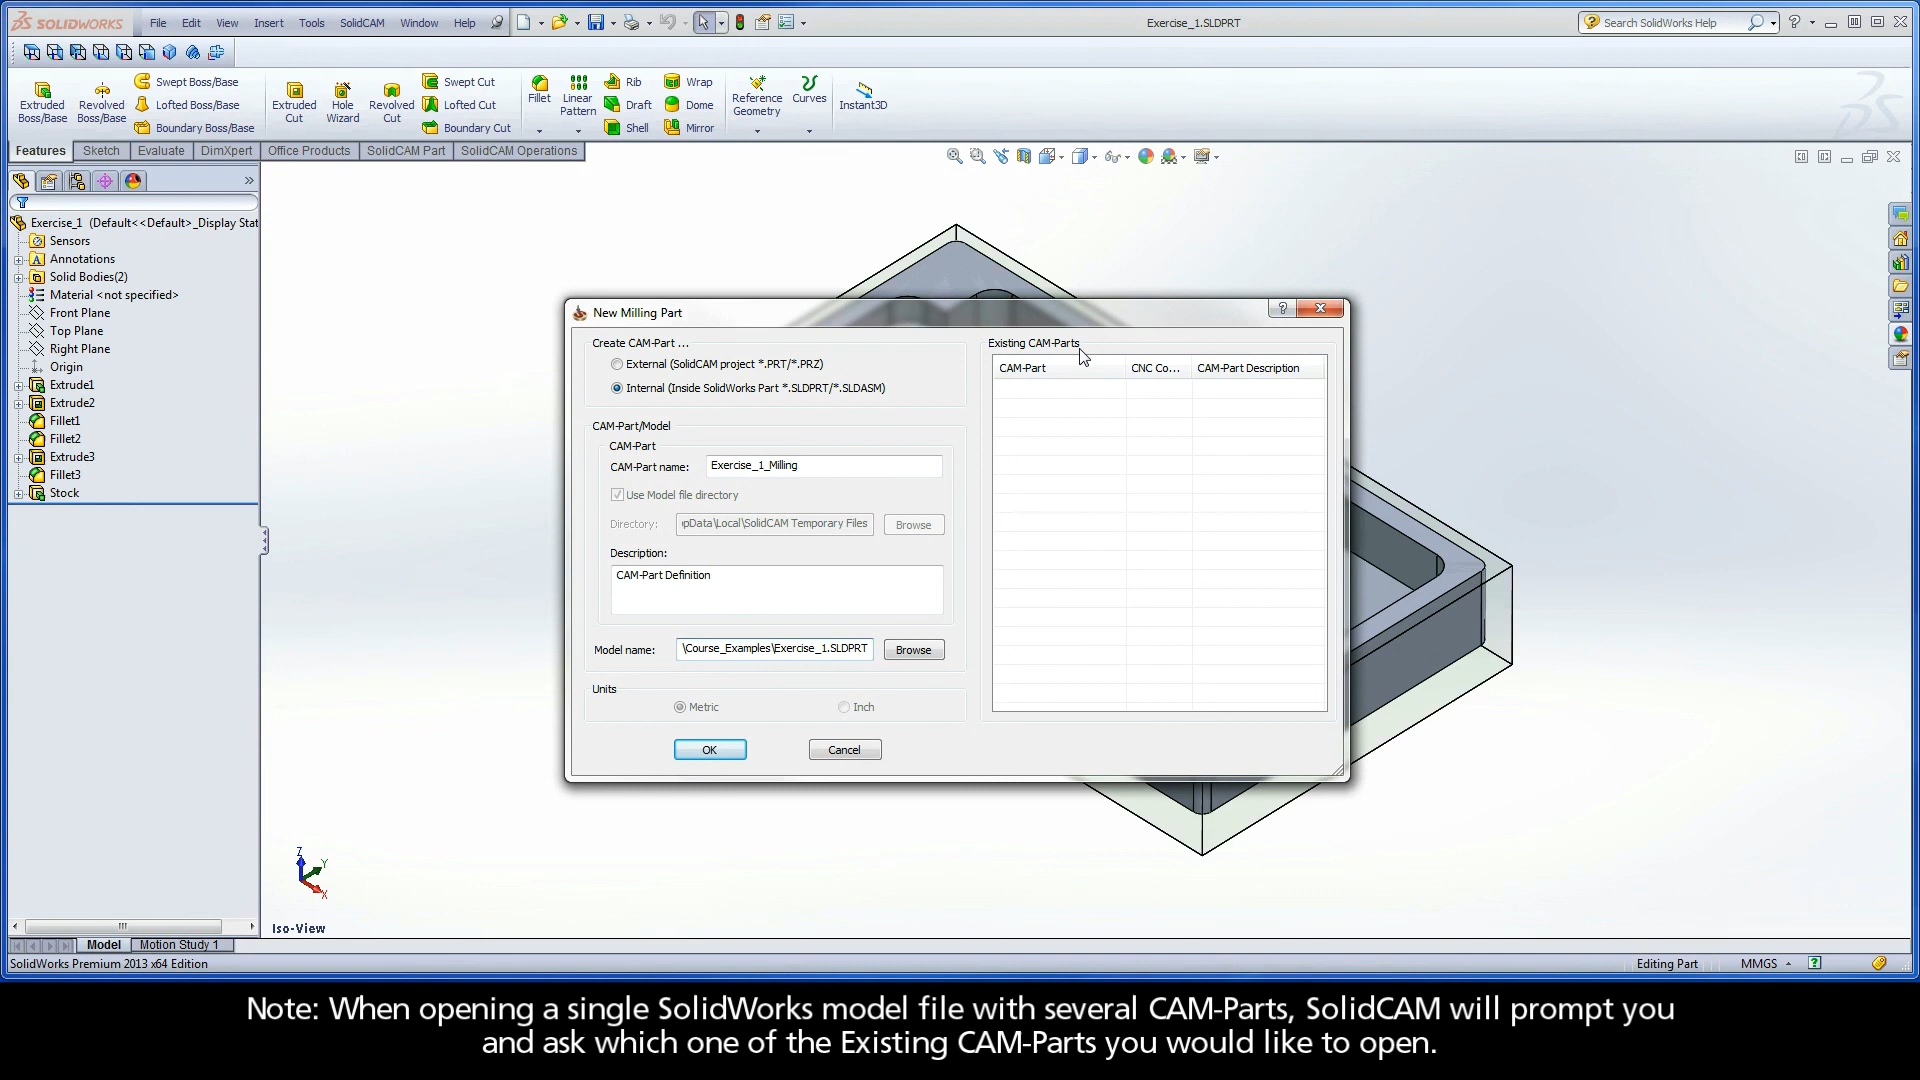 SOLIDWORKS File Edit View Insert Tools SolidCAM Window Help Exercise_1.SLDPRT Search SolidWorks Help
Extruded Boss/Base
Revolved Boss/Base
Swept Boss/Base
Lofted Boss/Base
Boundary Boss/Base
Extruded Cut
Hole Wizard
Revolved Cut
Swept Cut
Lofted Cut
Boundary Cut
Fillet
Linear Pattern
Rib
Draft
Shell
Wrap
Dome
Mirror
Reference Geometry
Curves
Instant3D
Features Sketch Evaluate DimXpert Office Products SolidCAM Part SolidCAM Operations
Exercise_1 (Default<<Default>_Display Stat
Sensors
Annotations
Solid Bodies(2)
Material <not specified>
Front Plane
Top Plane
Right Plane
Origin
Extrude1
Extrude2
Fillet1
Fillet2
Extrude3
Fillet3
Stock
New Milling Part
Create CAM-Part ...
External (SolidCAM project *.PRT/*.PRZ)
Internal (Inside SolidWorks Part *.SLDPRT/*.SLDASM)
CAM-Part/Model
CAM-Part
CAM-Part name: Exercise_1_Milling
Use Model file directory
Directory: pData\Local\SolidCAM Temporary Files Browse
Description:
CAM-Part Definition
Model name: \Course_Examples\Exercise_1.SLDPRT Browse
Units
Metric Inch
OK Cancel
Existing CAM-Parts
CAM-Part CNC Co... CAM-Part Description
Z
Y
X
Iso-View
Model Motion Study 1
SolidWorks Premium 2013 x64 Edition Editing Part MMGS
Note: When opening a single SolidWorks model file with several CAM-Parts, SolidCAM will prompt you
and ask which one of the Existing CAM-Parts you would like to open.